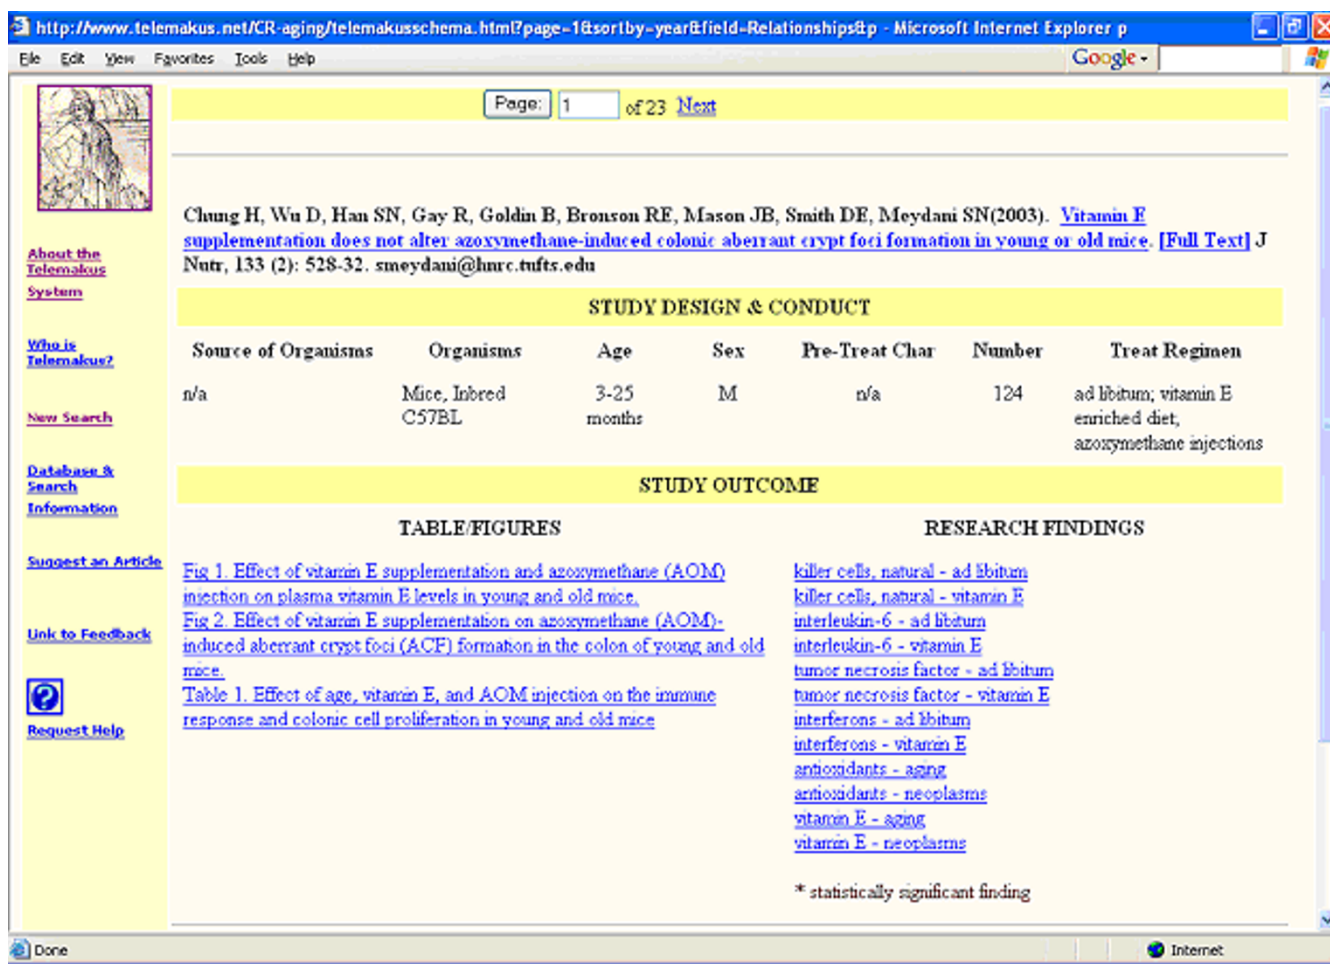 http://www.telemakus.net/CR-aging/telemakusschema.html?page=1&sortby=year&field=Relationships&p - Microsoft Internet Explorer p
File Edit View Favorites Tools Help
Google
Page: 1 of 23 Next
Chung H, Wu D, Han SN, Gay R, Goldin B, Bronson RE, Mason JB, Smith DE, Meydani SN(2003). Vitamin E
supplementation does not alter azoxymethane-induced colonic aberrant crypt foci formation in young or old mice. [Full Text] J
Nutr, 133 (2): 528-32. smeydani@hnrc.tufts.edu
About the
Telemakus
System
Who is
Telemakus?
New Search
Database &
Search
Information
Suggest an Article
Link to Feedback
?
Request Help
STUDY DESIGN & CONDUCT
Source of Organisms Organisms Age Sex Pre-Treat Char Number Treat Regimen
n/a Mice, Inbred 3-25 M n/a 124 ad libitum; vitamin E
C57BL months enriched diet;
azoxymethane injections
STUDY OUTCOME
TABLE/FIGURES
Fig 1. Effect of vitamin E supplementation and azoxymethane (AOM)
injection on plasma vitamin E levels in young and old mice.
Fig 2. Effect of vitamin E supplementation on azoxymethane (AOM)-
induced aberrant crypt foci (ACF) formation in the colon of young and old
mice.
Table 1. Effect of age, vitamin E, and AOM injection on the immune
response and colonic cell proliferation in young and old mice
RESEARCH FINDINGS
killer cells, natural - ad libitum
killer cells, natural - vitamin E
interleukin-6 - ad libitum
interleukin-6 - vitamin E
tumor necrosis factor - ad libitum
tumor necrosis factor - vitamin E
interferons - ad libitum
interferons - vitamin E
antioxidants - aging
antioxidants - neoplasms
vitamin E - aging
vitamin E - neoplasms
* statistically significant finding
Done
Internet